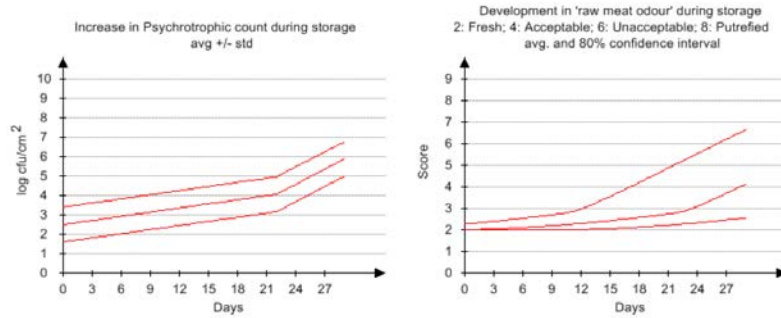 Increase in Psychrotrophic count during storage
avg +/- std
10
9
8
7
6
5
4
3
2
1
0
log cfu/cm²
0 3 6 9 12 15 18 21 24 27
Days
Development in 'raw meat odour' during storage
2: Fresh; 4: Acceptable; 6: Unacceptable; 8: Putrefied
avg. and 80% confidence interval
9
8
7
6
5
4
3
2
1
0
Score
0 3 6 9 12 15 18 21 24 27
Days